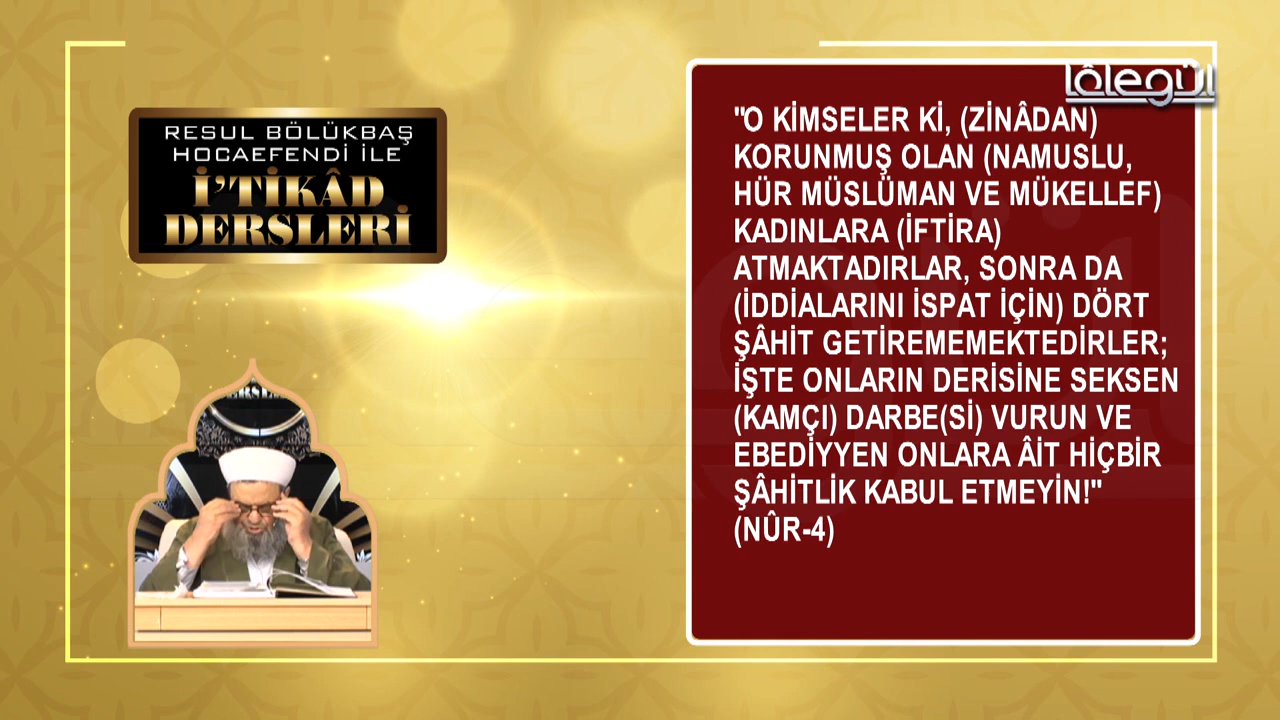 RESUL BÖLÜKBAŞ
HOCAEFENDİ İLE
İ'TİKÂD
DERSLERİ
lâlegül
"O KİMSELER Kİ, (ZİNÂDAN)
KORUNMUŞ OLAN (NAMUSLU,
HÜR MÜSLÜMAN VE MÜKELLEF)
KADINLARA (İFTİRA)
ATMAKTADIRLAR, SONRA DA
(İDDİALARINI İSPAT İÇİN) DÖRT
ŞÂHİT GETİREMEMEKTEDİRLER;
İŞTE ONLARIN DERİSİNE SEKSEN
(KAMÇI) DARBE(Sİ) VURUN VE
EBEDİYYEN ONLARA ÂİT HİÇBİR
ŞÂHİTLİK KABUL ETMEYİN!"
(NÛR-4)